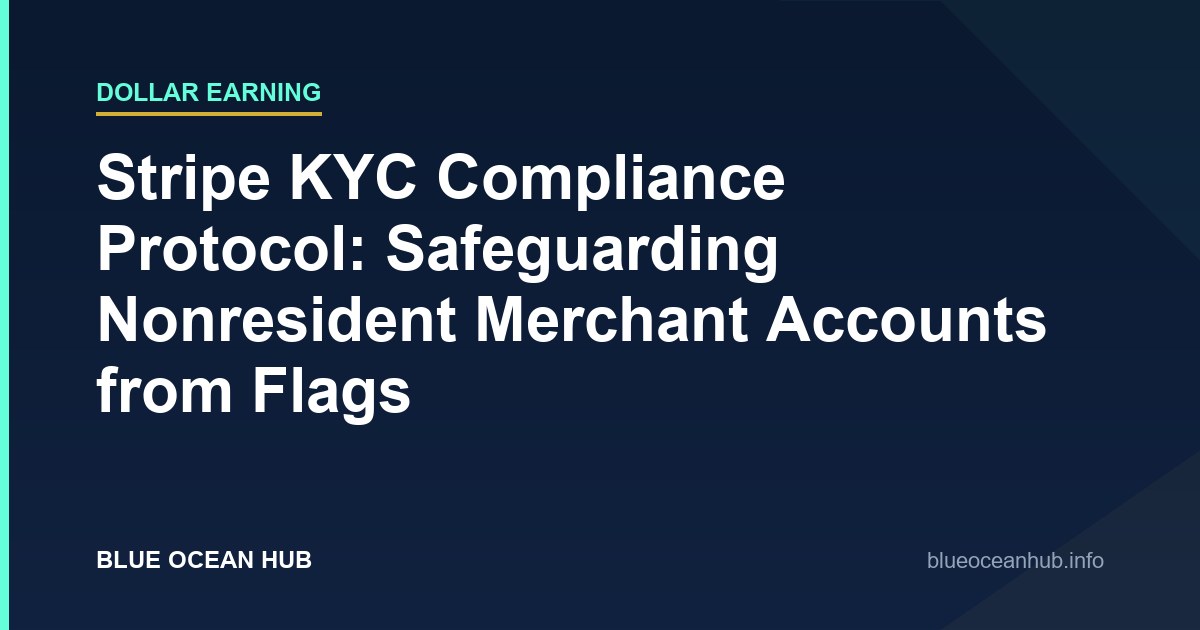 DOLLAR EARNING
Stripe KYC Compliance
Protocol: Safeguarding
Nonresident Merchant Accounts
from Flags
BLUE OCEAN HUB
blueoceanhub.info